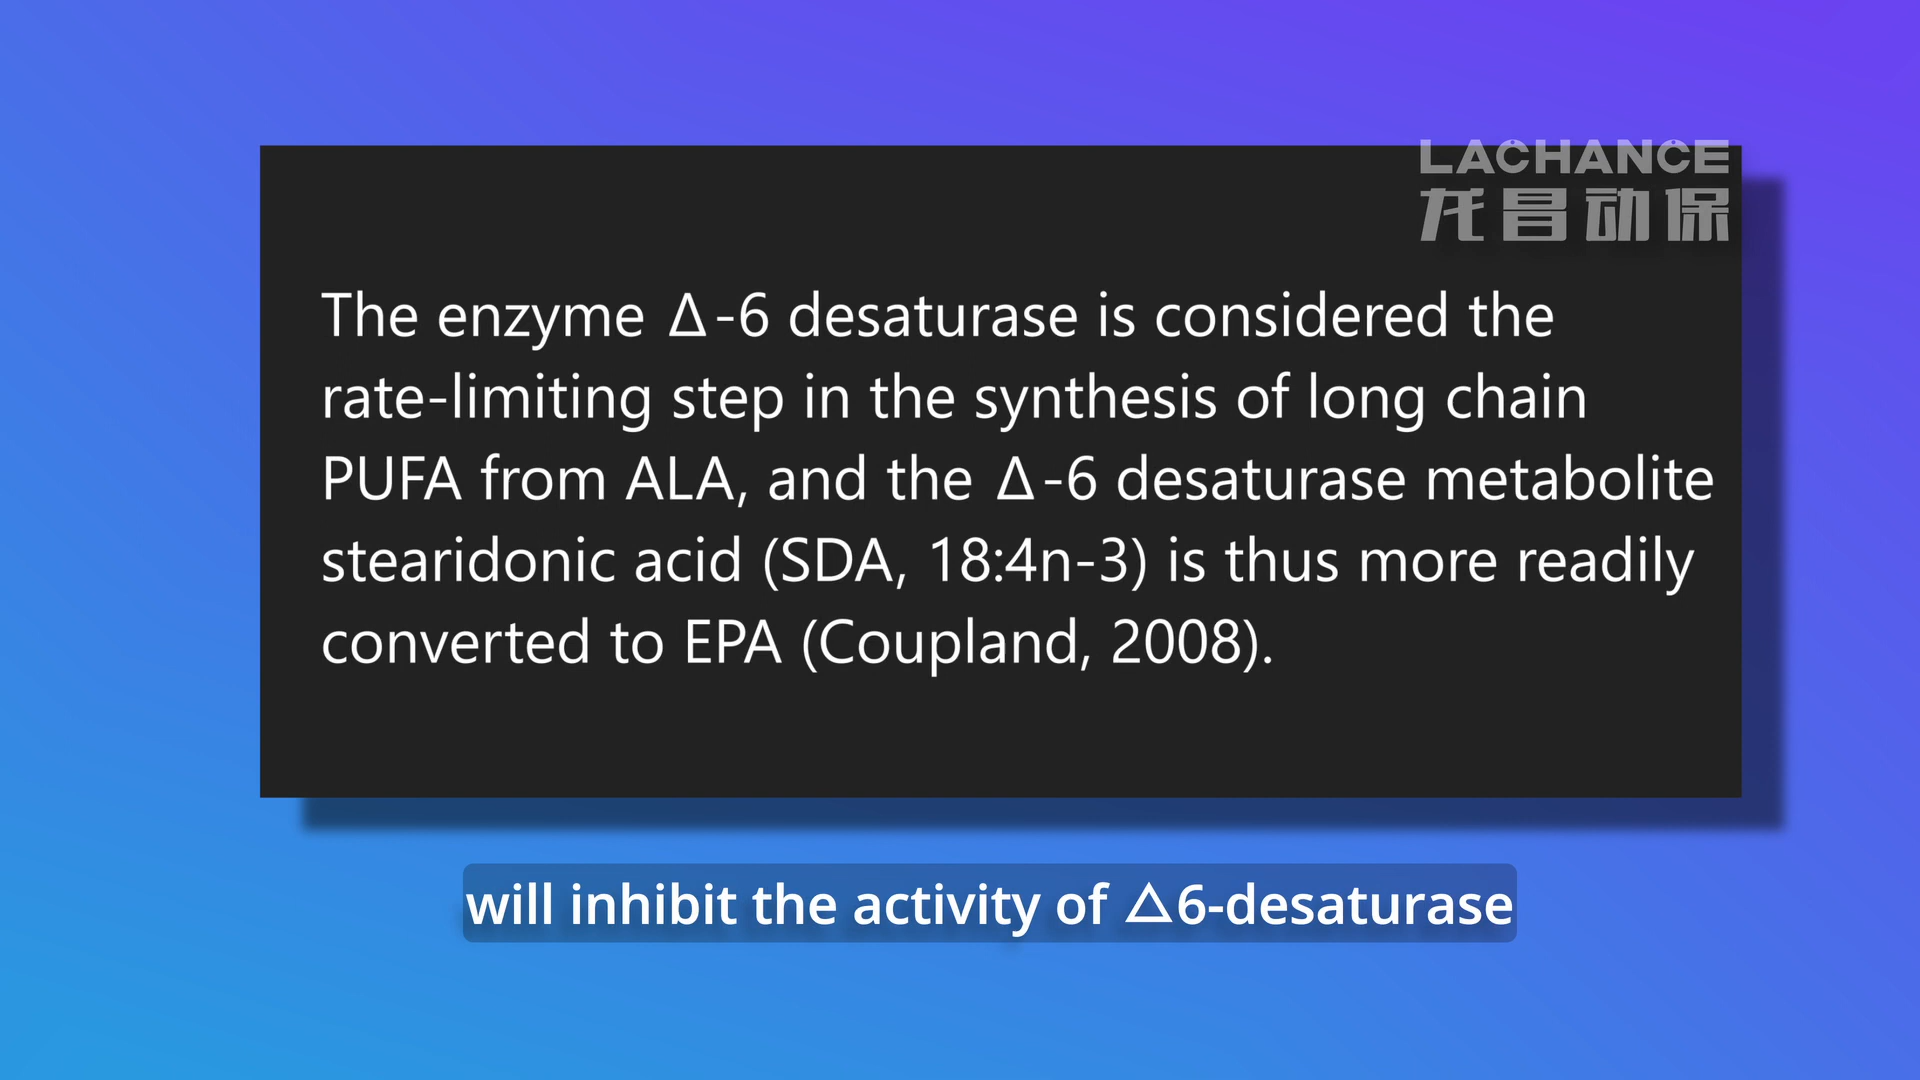 LACHANCE
龙昌动保
The enzyme Δ-6 desaturase is considered the
rate-limiting step in the synthesis of long chain
PUFA from ALA, and the Δ-6 desaturase metabolite
stearidonic acid (SDA, 18:4n-3) is thus more readily
converted to EPA (Coupland, 2008).
will inhibit the activity of △6-desaturase